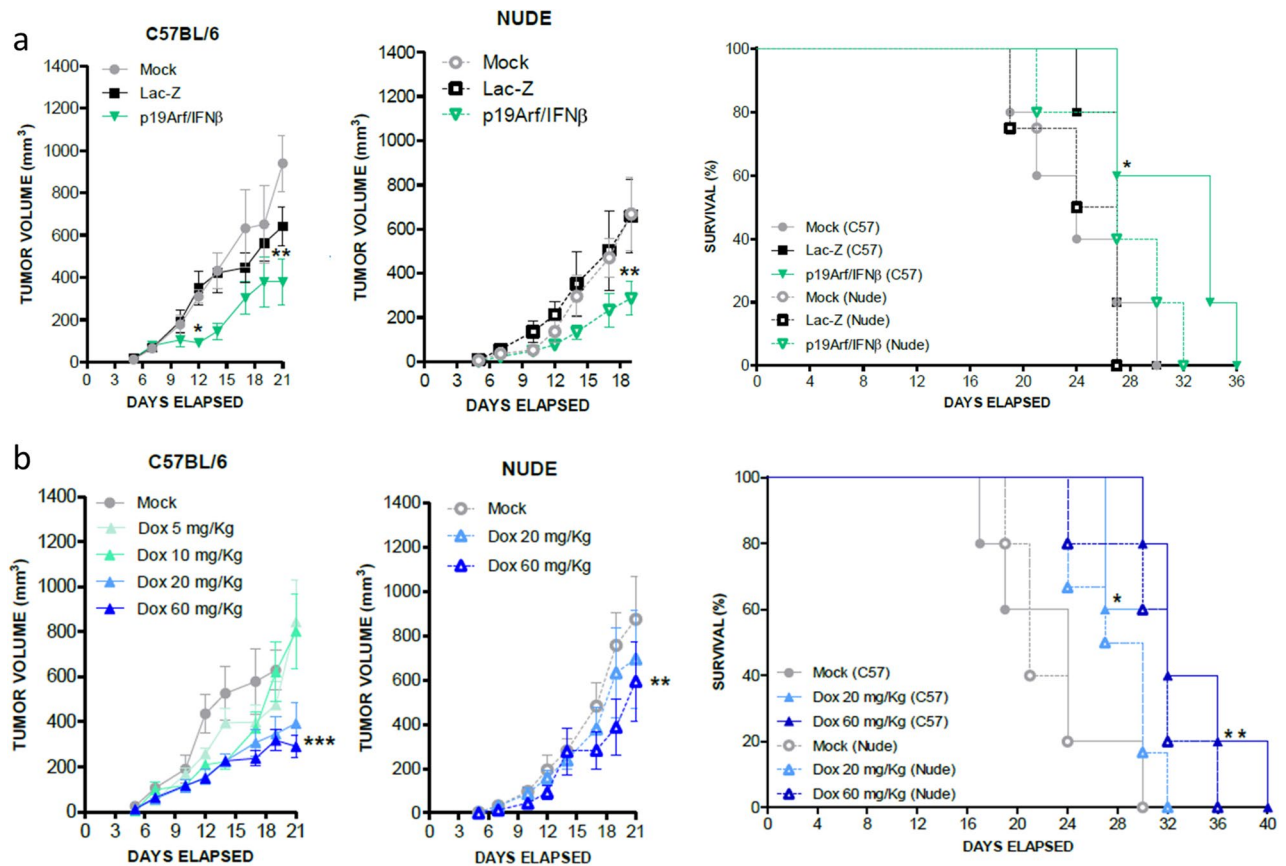 a
C57BL/6
Mock
Lac-Z
p19Arf/IFNβ
1400
1200
1000
800
600
400
200
0
TUMOR VOLUME (mm³)
*
**
0 3 6 9 12 15 18 21
DAYS ELAPSED
NUDE
Mock
Lac-Z
p19Arf/IFNβ
1400
1200
1000
800
600
400
200
0
TUMOR VOLUME (mm³)
**
0 3 6 9 12 15 18
DAYS ELAPSED
100
80
60
40
20
0
SURVIVAL (%)
*
Mock (C57)
Lac-Z (C57)
p19Arf/IFNβ (C57)
Mock (Nude)
Lac-Z (Nude)
p19Arf/IFNβ (Nude)
0 20 24 28 32 36
DAYS ELAPSED
b
C57BL/6
Mock
Dox 5 mg/Kg
Dox 10 mg/Kg
Dox 20 mg/Kg
Dox 60 mg/Kg
1400
1200
1000
800
600
400
200
0
TUMOR VOLUME (mm³)
***
0 3 6 9 12 15 18 21
DAYS ELAPSED
NUDE
Mock
Dox 20 mg/Kg
Dox 60 mg/Kg
1400
1200
1000
800
600
400
200
0
TUMOR VOLUME (mm³)
**
0 3 6 9 12 15 18 21
DAYS ELAPSED
100
80
60
40
20
0
SURVIVAL (%)
*
**
Mock (C57)
Dox 20 mg/Kg (C57)
Dox 60 mg/Kg (C57)
Mock (Nude)
Dox 20 mg/Kg (Nude)
Dox 60 mg/Kg (Nude)
0 16 20 24 28 32 36 40
DAYS ELAPSED